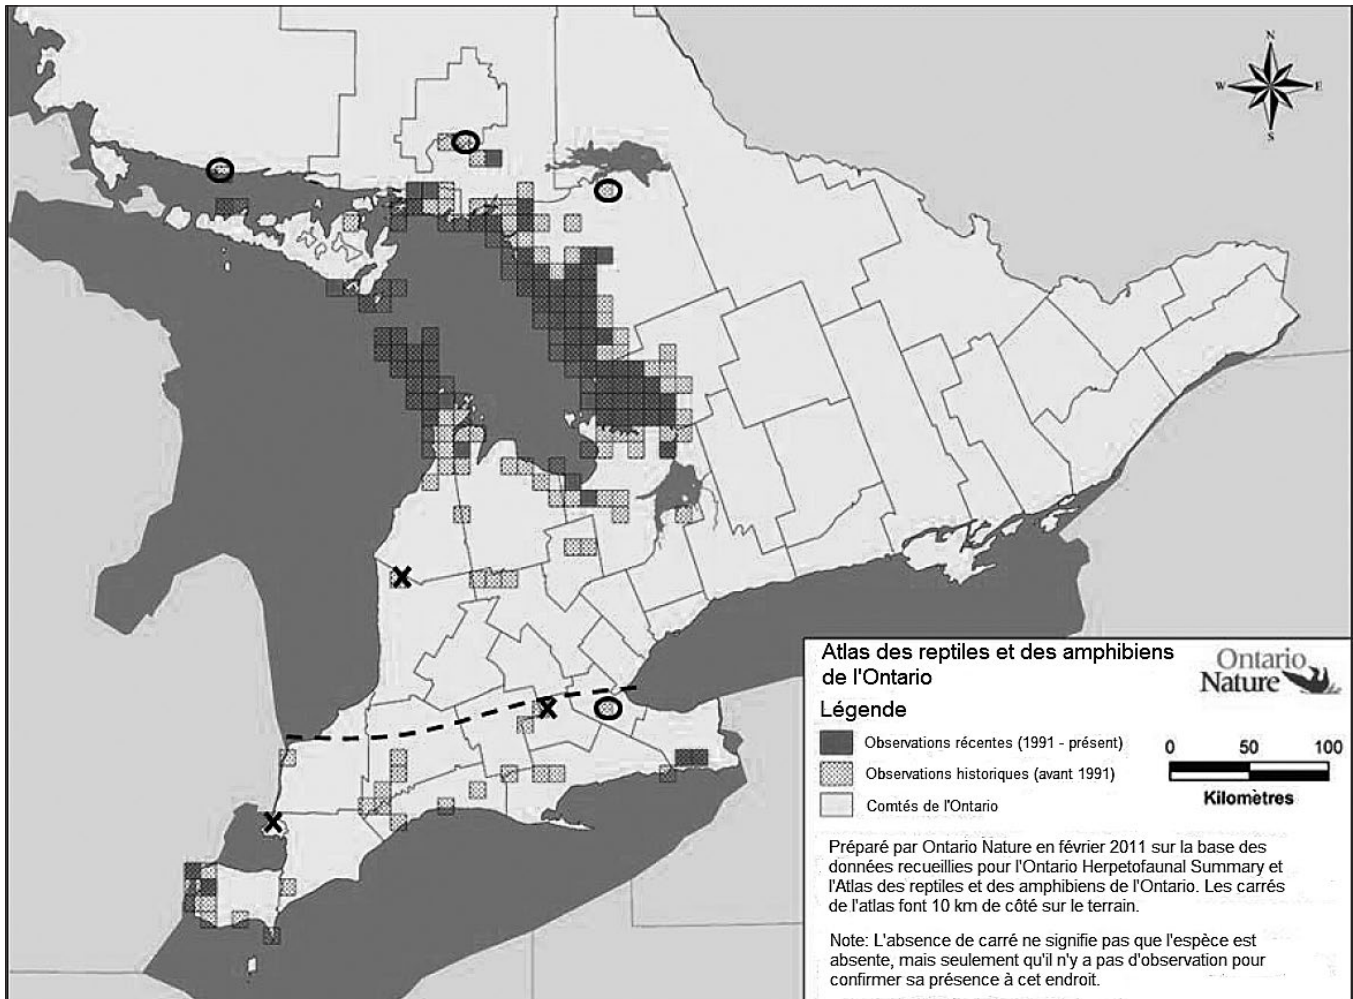 N
W E
S
Atlas des reptiles et des amphibiens
de l'Ontario
Ontario
Nature
Légende
Observations récentes (1991 - présent)
Observations historiques (avant 1991)
Comtés de l'Ontario
0 50 100
Kilomètres
Préparé par Ontario Nature en février 2011 sur la base des
données recueillies pour l'Ontario Herpetofaunal Summary et
l'Atlas des reptiles et des amphibiens de l'Ontario. Les carrés
de l'atlas font 10 km de côté sur le terrain.
Note: L'absence de carré ne signifie pas que l'espèce est
absente, mais seulement qu'il n'y a pas d'observation pour
confirmer sa présence à cet endroit.